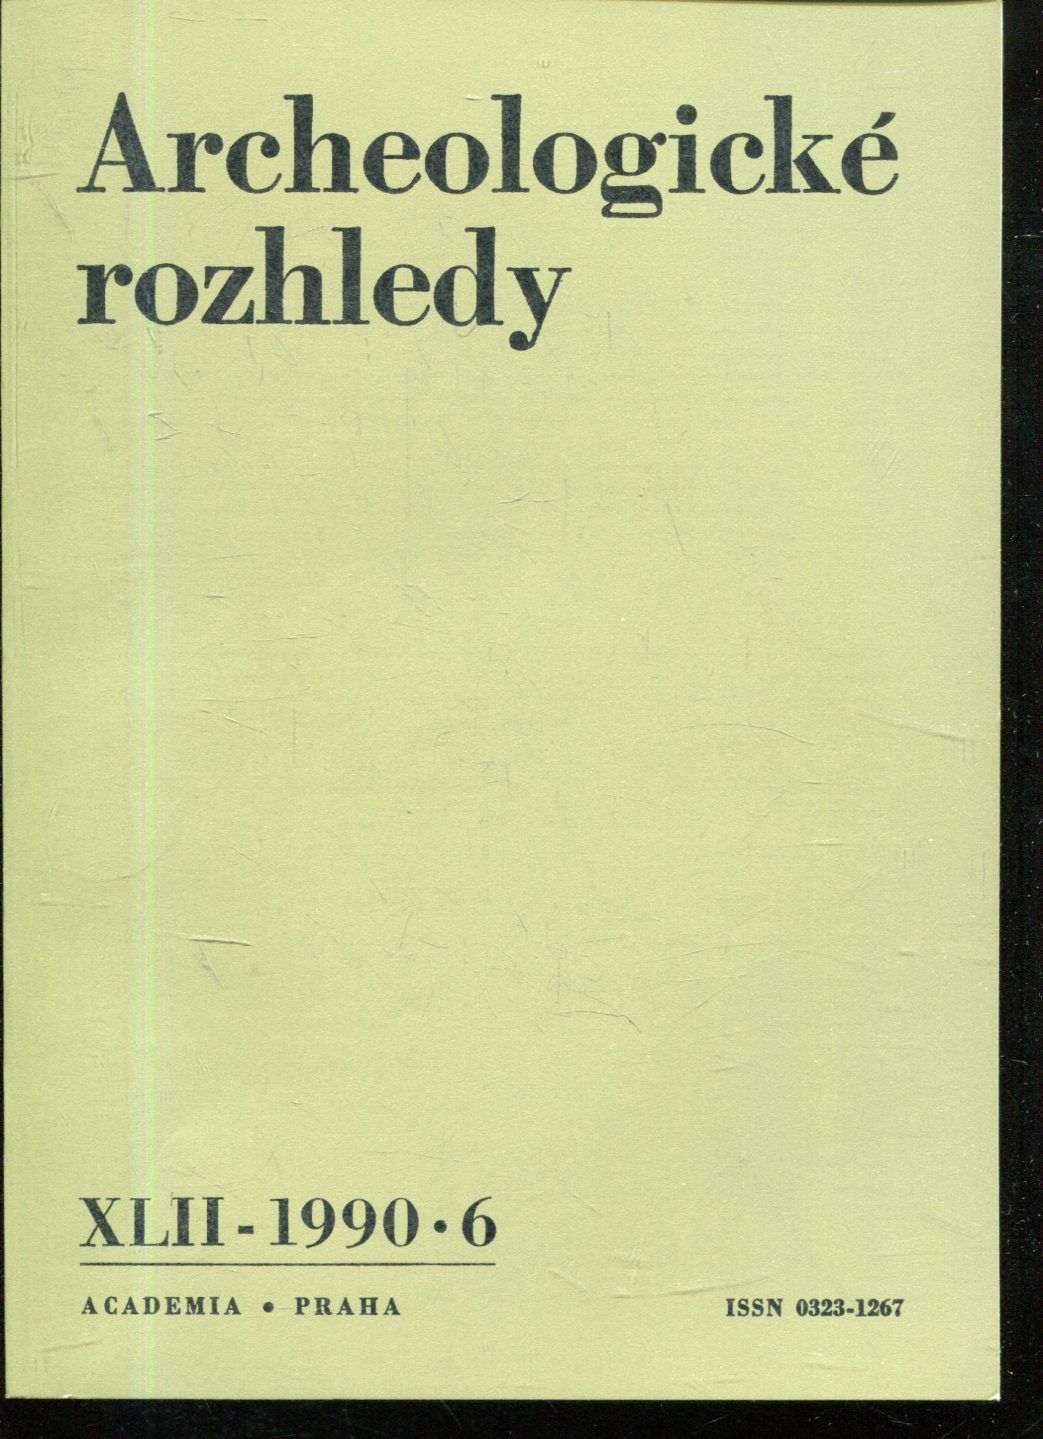 Archeologické
rozhledy
XLII - 1990 • 6
ACADEMIA • PRAHA
ISSN 0323-1267